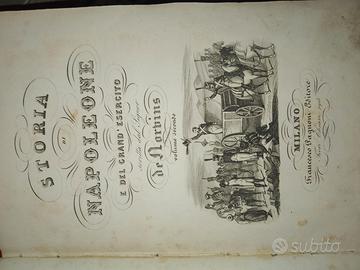 STORIA
DI
NAPOLEONE
E DEL GRAND'ESERCITO
de Norvins
volume secondo
MILANO
Francesco Pagnoni Editore
subito